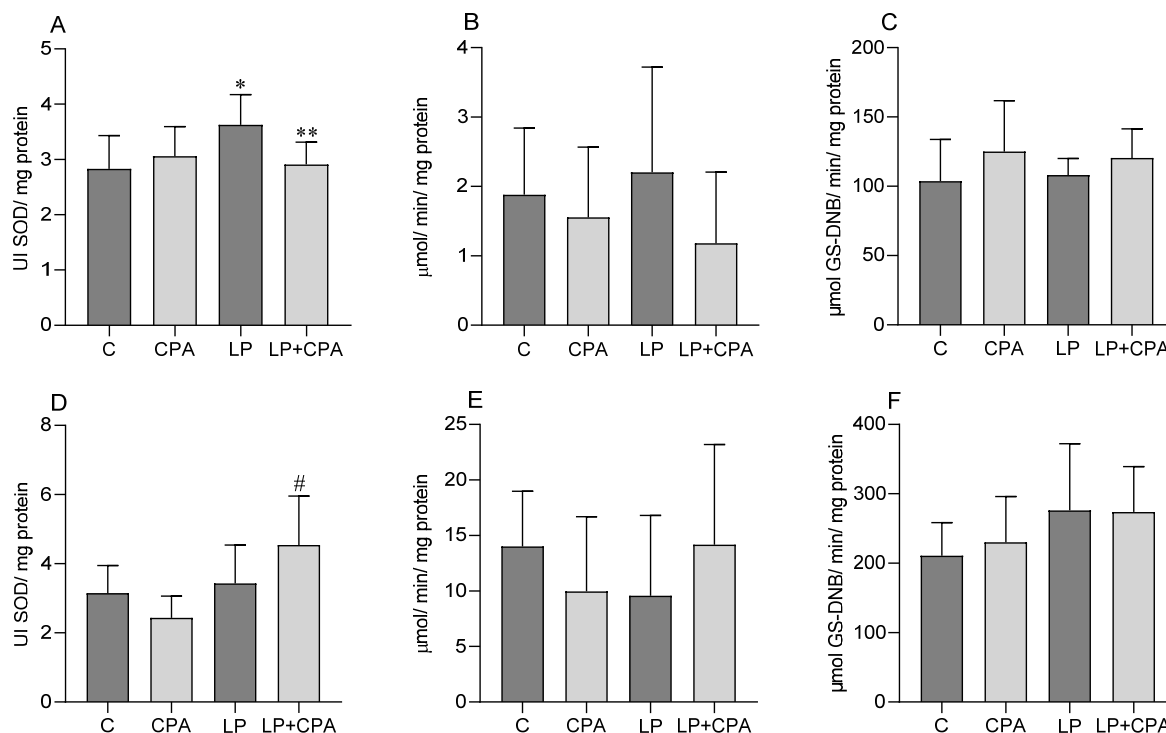 A
UI SOD/ mg protein
5
4
3
2
1
0
*
**
C CPA LP LP+CPA
B
μmol/ min/ mg protein
4
3
2
1
0
C CPA LP LP+CPA
C
μmol GS-DNB/ min/ mg protein
200
150
100
50
0
C CPA LP LP+CPA
D
UI SOD/ mg protein
8
6
4
2
0
#
C CPA LP LP+CPA
E
μmol/ min/ mg protein
25
20
15
10
5
0
C CPA LP LP+CPA
F
μmol GS-DNB/ min/ mg protein
400
300
200
100
0
C CPA LP LP+CPA